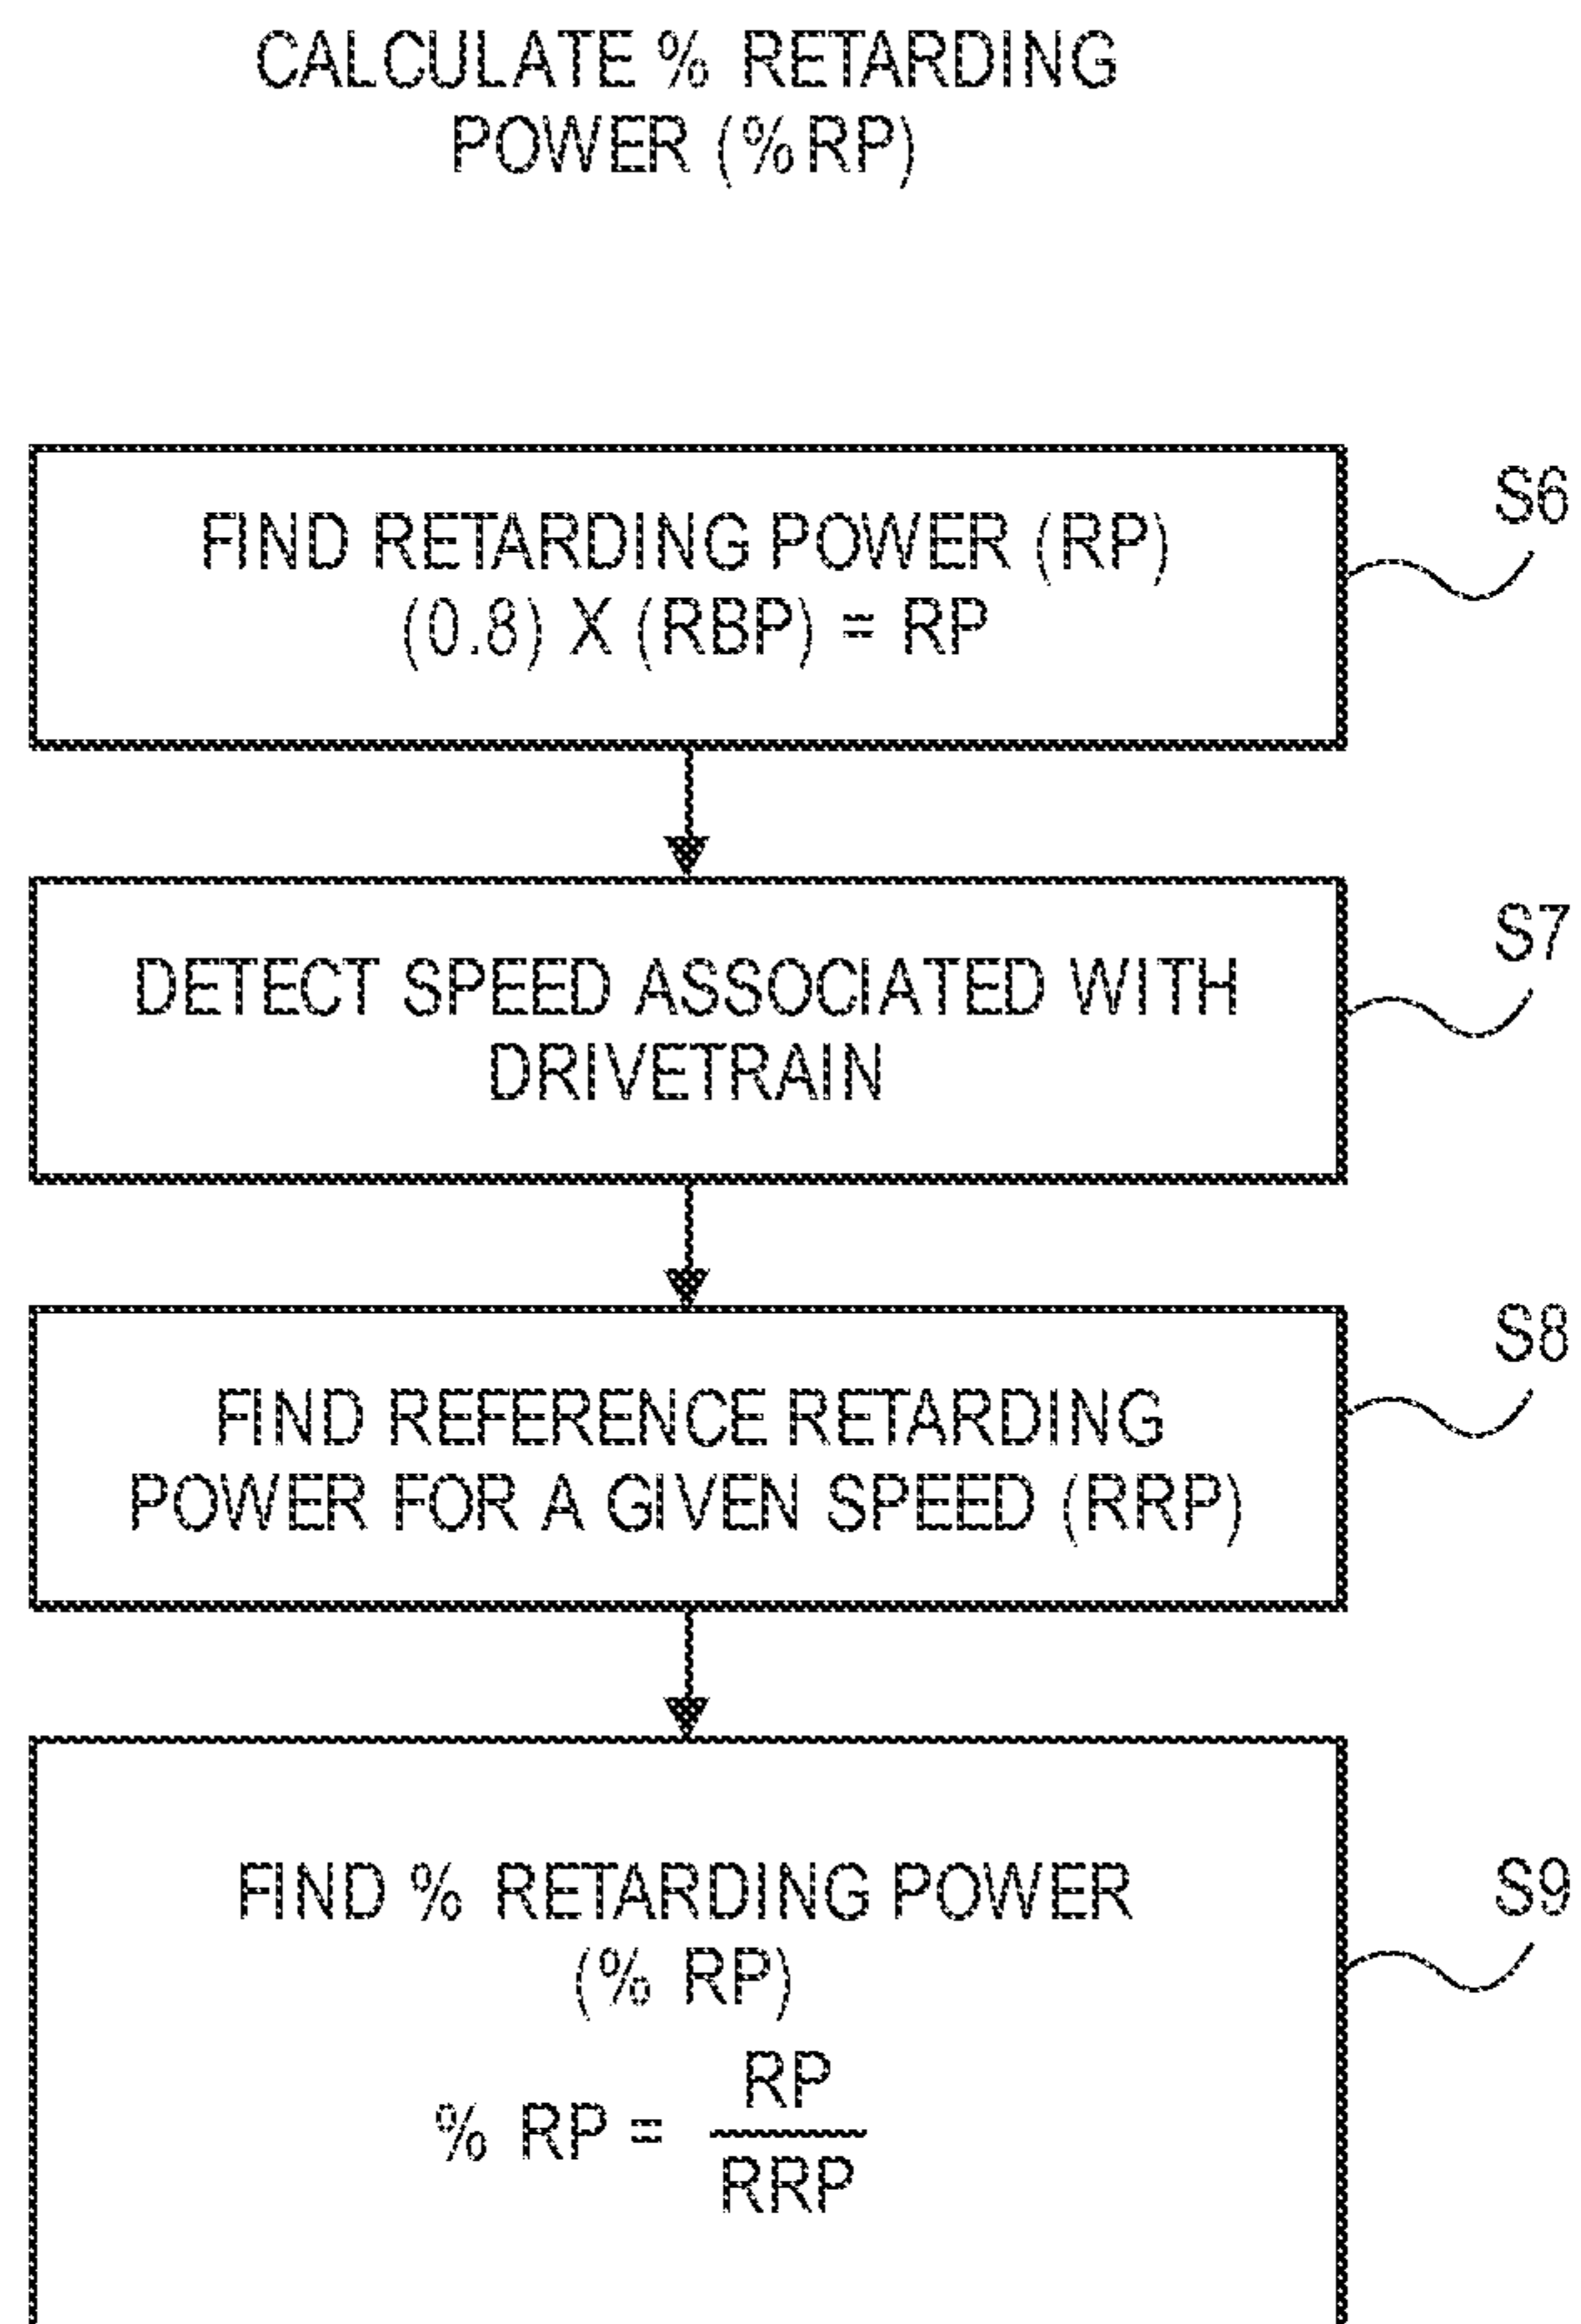 CALCULATE % RETARDING
POWER (%RP)
FIND RETARDING POWER (RP)
(0.8) X (RBP) = RP
S6
DETECT SPEED ASSOCIATED WITH
DRIVETRAIN
S7
FIND REFERENCE RETARDING
POWER FOR A GIVEN SPEED (RRP)
S8
FIND % RETARDING POWER
(% RP)
% RP = RP
RRP
S9